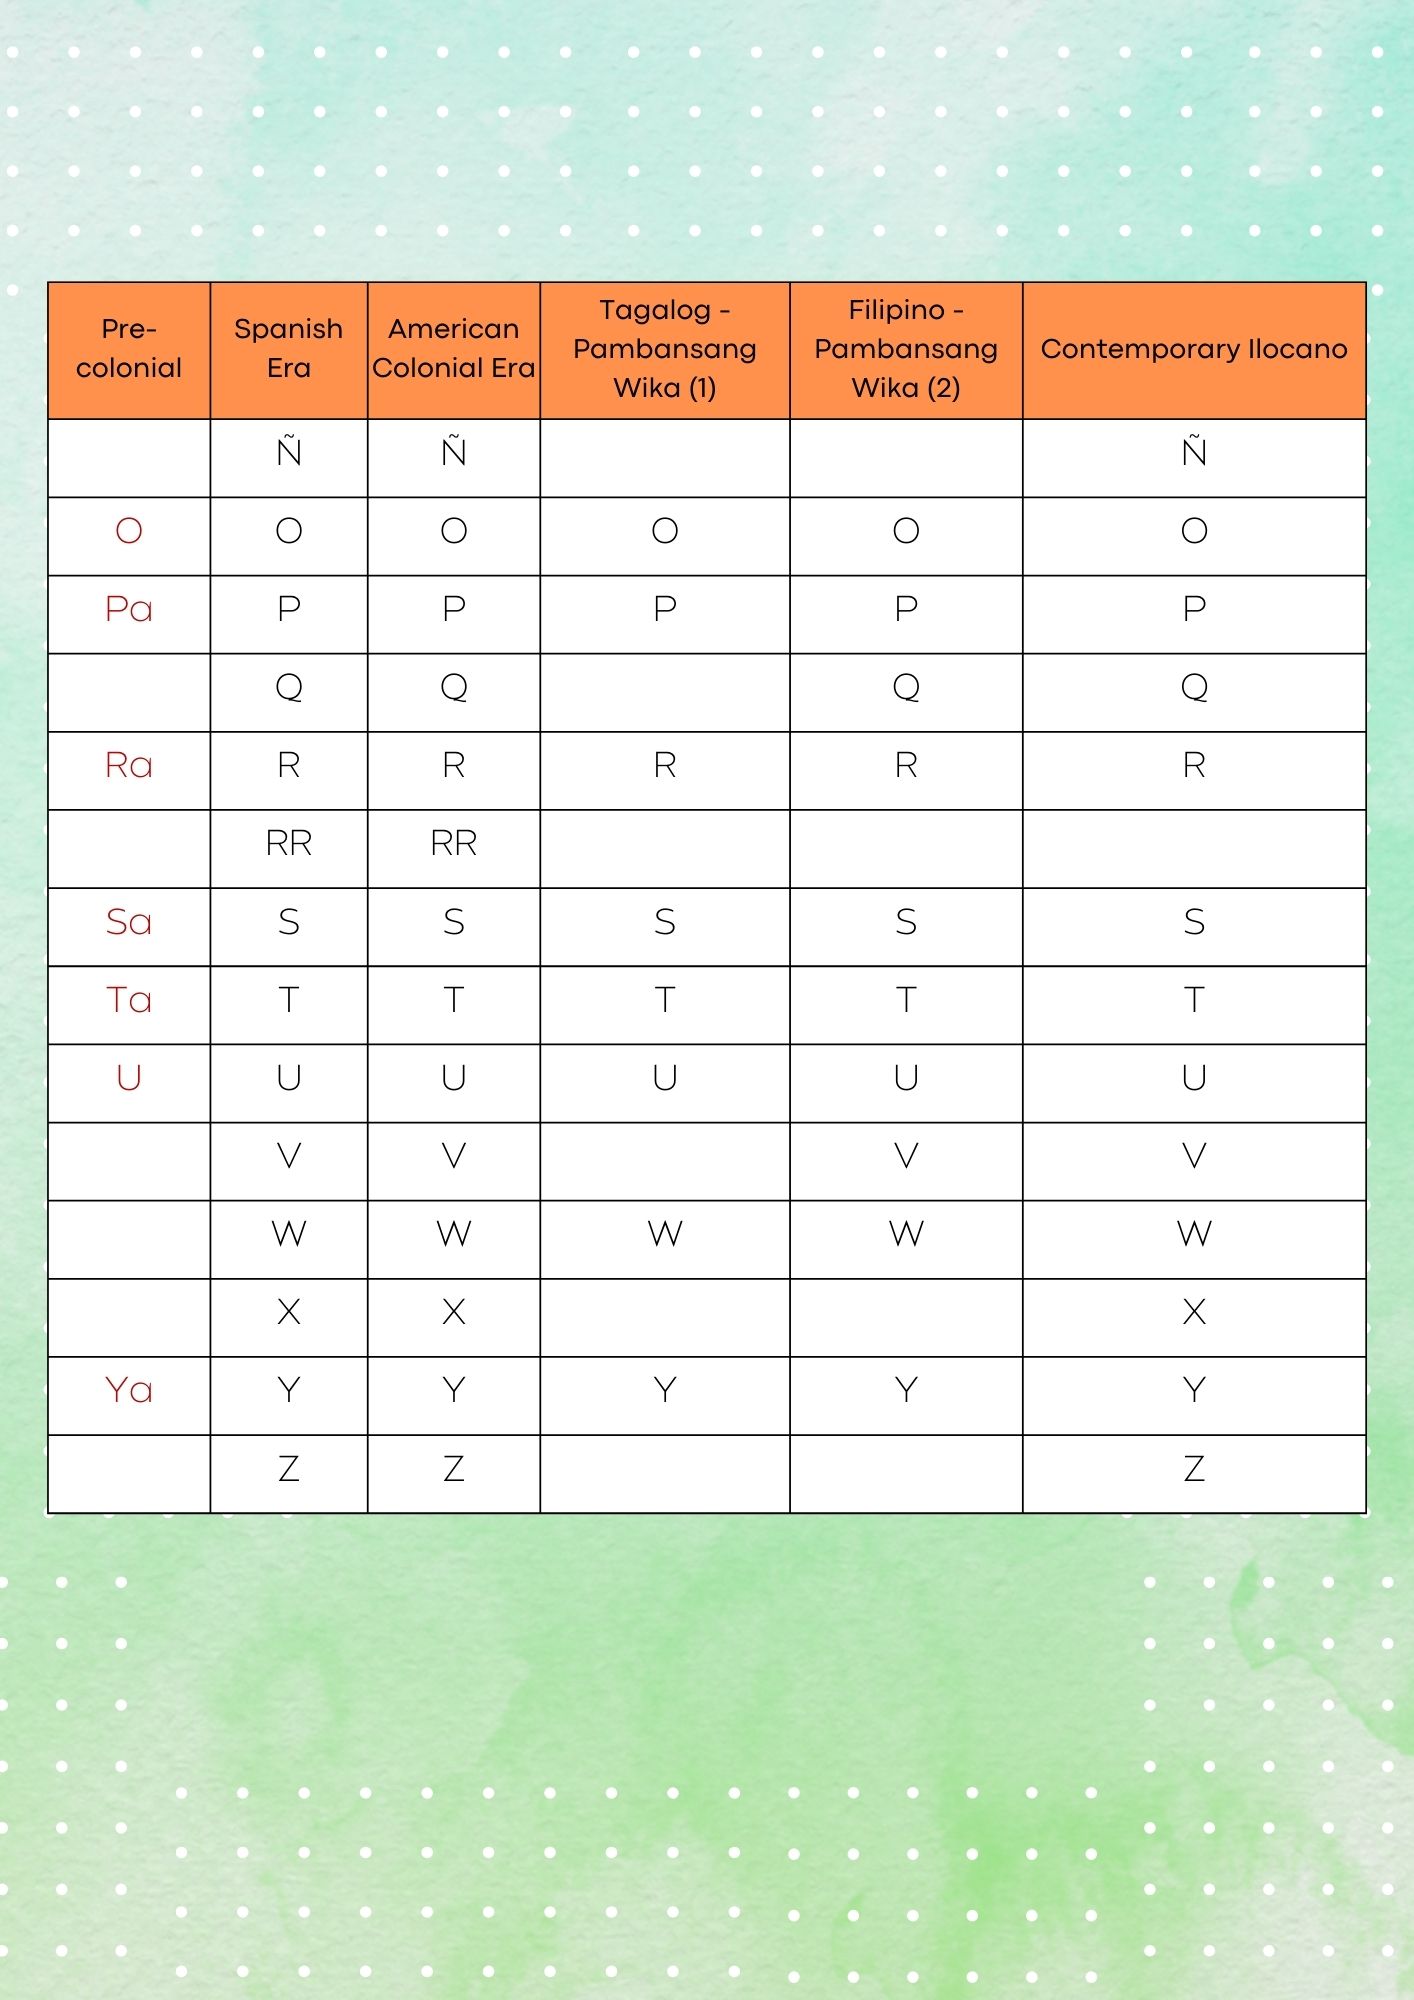 Pre-colonial Spanish Era American Colonial Era Tagalog - Pambansang Wika (1) Filipino - Pambansang Wika (2) Contemporary Ilocano
Ñ Ñ Ñ
O O O O O O
Pa P P P P P
Q Q Q Q
Ra R R R R R
RR RR
Sa S S S S S
Ta T T T T T
U U U U U U
V V V V
W W W W W
X X X
Ya Y Y Y Y Y
Z Z Z